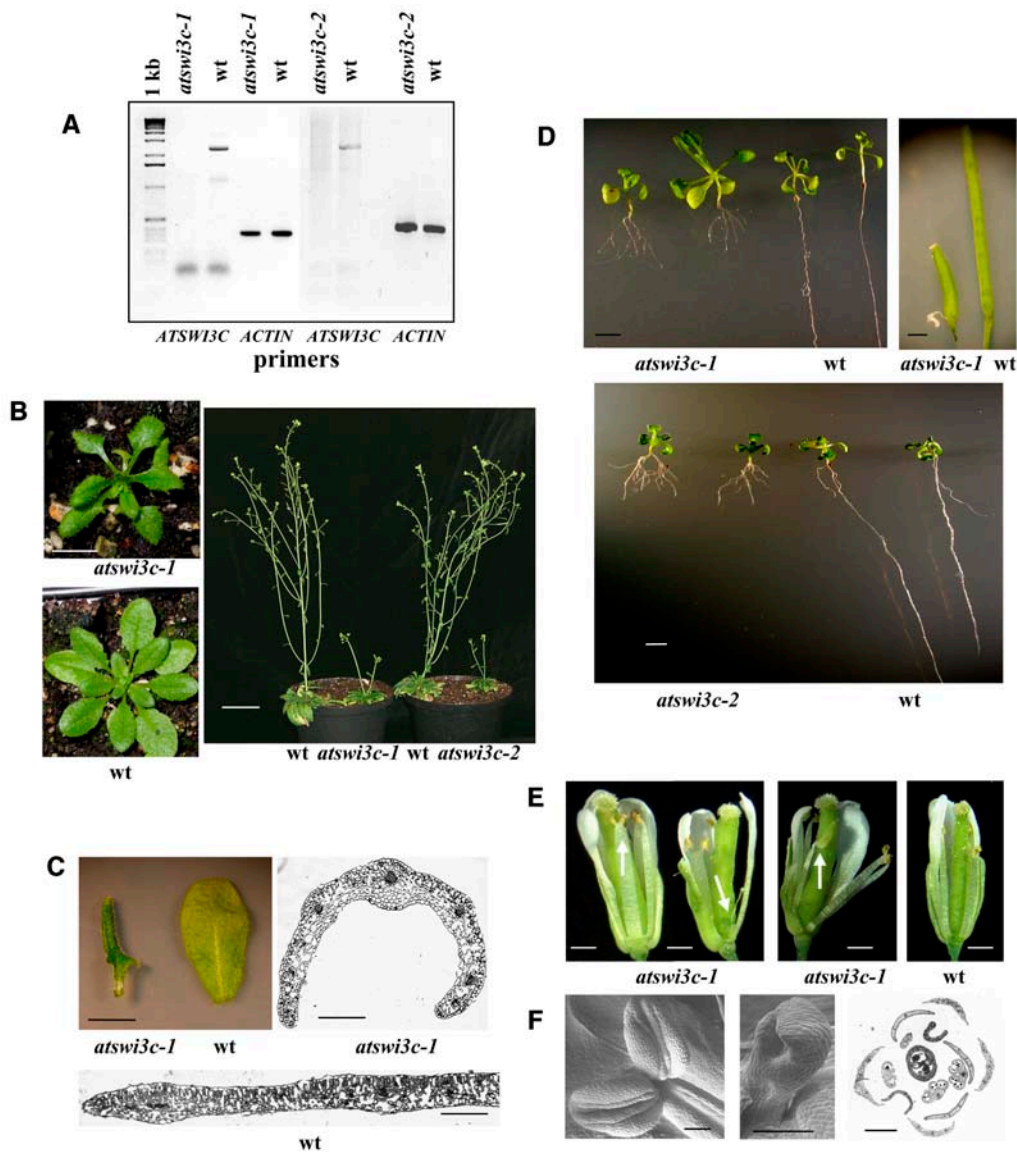 A
1 kb
atswi3c-1
wt
atswi3c-1
wt
atswi3c-2
wt
atswi3c-2
wt
ATSWI3C ACTIN ATSWI3C ACTIN
primers
B
atswi3c-1
wt
wt atswi3c-1 wt atswi3c-2
C
atswi3c-1 wt
atswi3c-1
wt
D
atswi3c-1 wt
atswi3c-1 wt
atswi3c-2 wt
E
atswi3c-1
atswi3c-1
wt
F